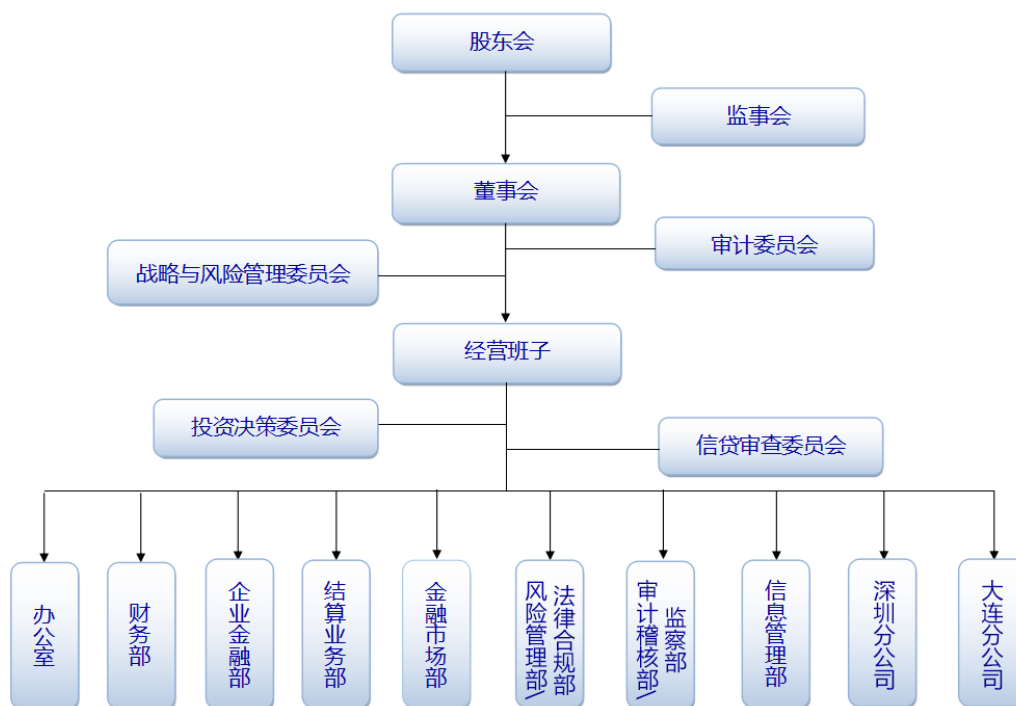 股东会
监事会
董事会
审计委员会
战略与风险管理委员会
经营班子
投资决策委员会
信贷审查委员会
办公室
财务部
企业金融部
结算业务部
金融市场部
风险管理部\
法律合规部
审计稽核部\
监察部
信息管理部
深圳分公司
大连分公司